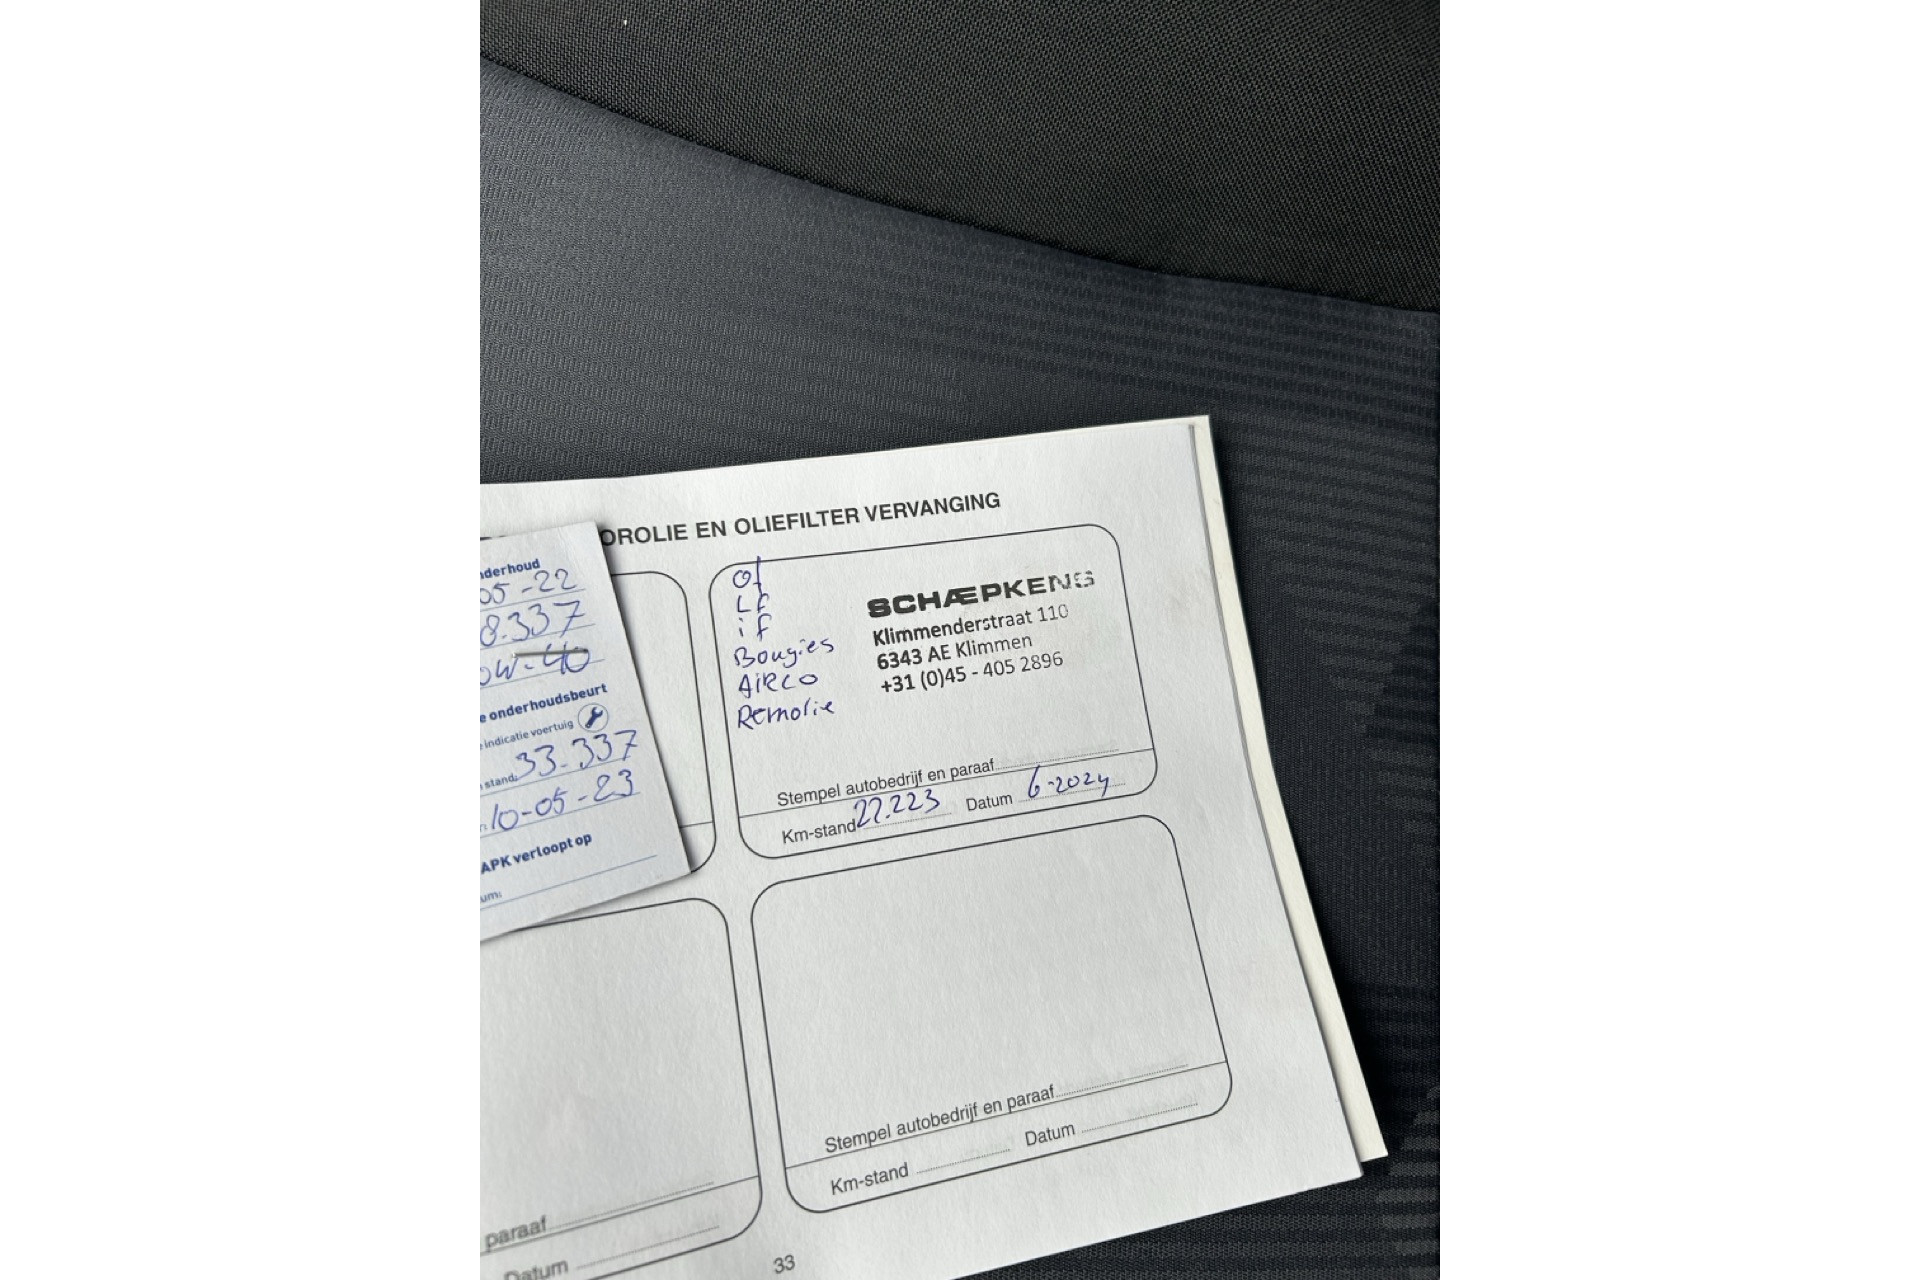 OROLIE EN OLIEFILTER VERVANGING
nderhoud
05-22
8.337
0W-40
e onderhoudsbeurt
indicatie voertuig
stand: 33-337
10-05-23
APK verloopt op
um:
Of
Lf
if
Bougies
AiRCO
Remolie
SCHÆPKENS
Klimmenderstraat 110
6343 AE Klimmen
+31 (0)45 - 405 2896
Stempel autobedrijf en paraaf
Km-stand 22.223 Datum 6-2024
Stempel autobedrijf en paraaf
Km-stand Datum
paraaf
Datum
33